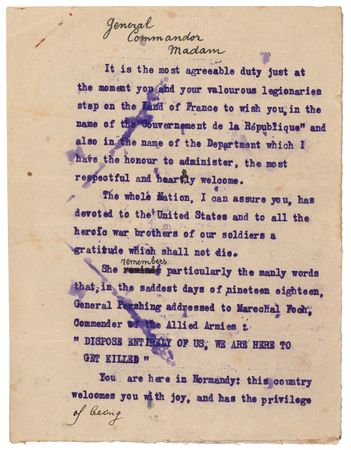 General
Commandor
Madam
It is the most agreeable duty just at
the moment you and your valourous legionaries
step on the Land of France to wish you, in the
name of the "Gouvernement de la République" and
also in the name of the Department which I
have the honour to administer, the most
respectful and heartly welcome.
The whole Nation, I can assure you, has
devoted to the United States and to all the
heroic war brothers of our soldiers a
gratitude which shall not die.
remembers
She particularly the manly words
that, in the saddest days of nineteen eighteen,
General Pershing addressed to Marechal Foch,
Commander of the Allied Armies :
" DISPOSE ENTIRELY OF US, WE ARE HERE TO
GET KILLED "
You are here in Normandy: this country
welcomes you with joy, and has the privilege
of being